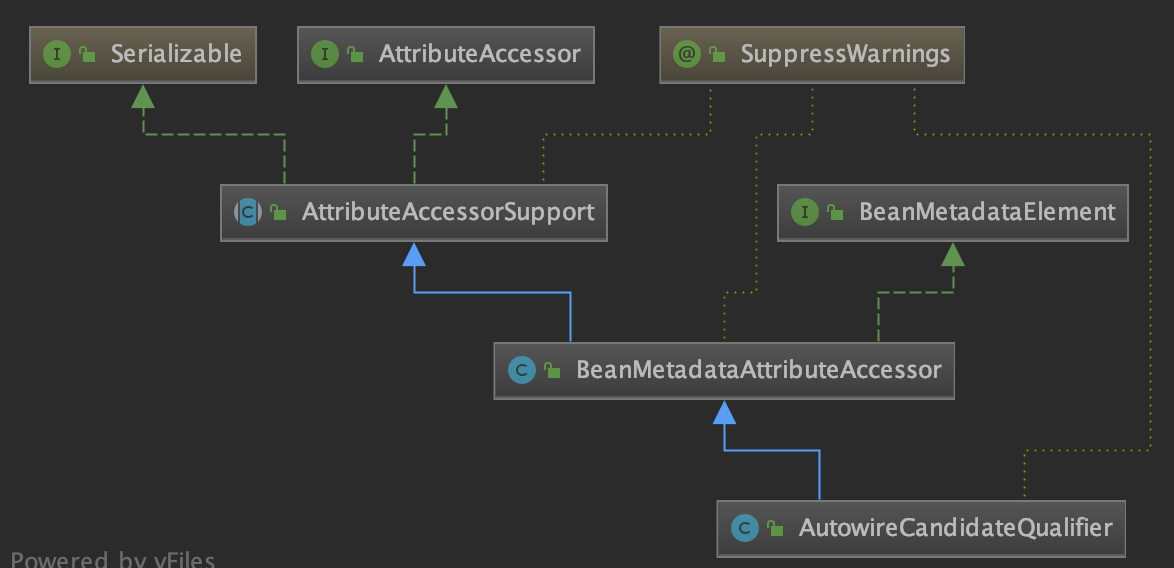 I Serializable
I AttributeAccessor
@ SuppressWarnings
C AttributeAccessorSupport
I BeanMetadataElement
C BeanMetadataAttributeAccessor
C AutowireCandidateQualifier
Powered by yFiles